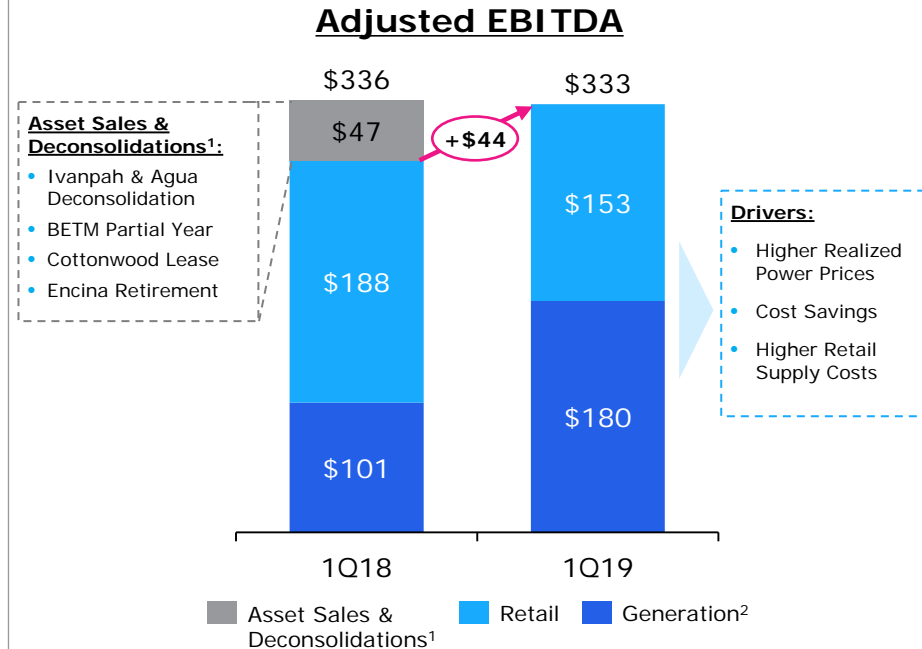 Adjusted EBITDA
$336
$333
Asset Sales &
Deconsolidations¹:
• Ivanpah & Agua
Deconsolidation
• BETM Partial Year
• Cottonwood Lease
• Encina Retirement
$47
+$44
$188
$101
$153
$180
Drivers:
• Higher Realized
Power Prices
• Cost Savings
• Higher Retail
Supply Costs
1Q18
1Q19
Asset Sales &
Deconsolidations¹
Retail
Generation²